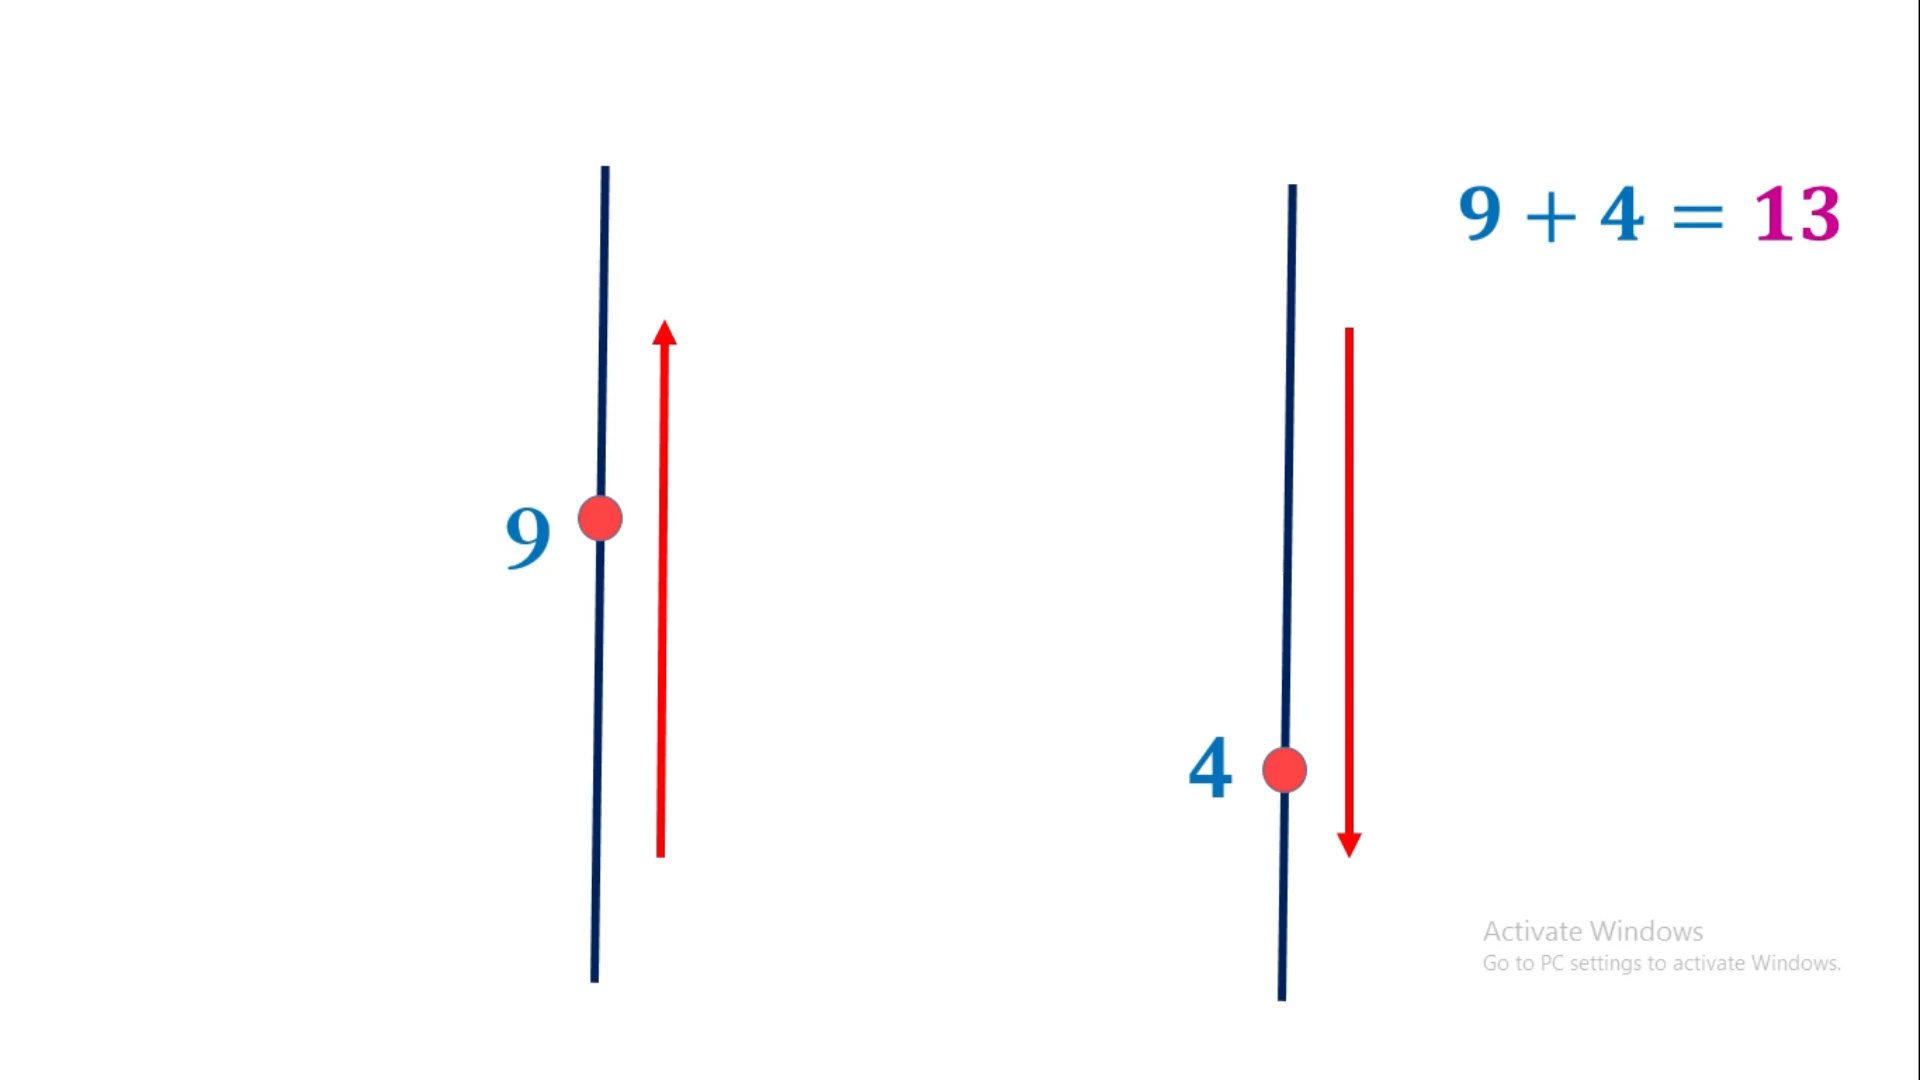 9 + 4 = 13
9
4
Activate Windows
Go to PC settings to activate Windows.